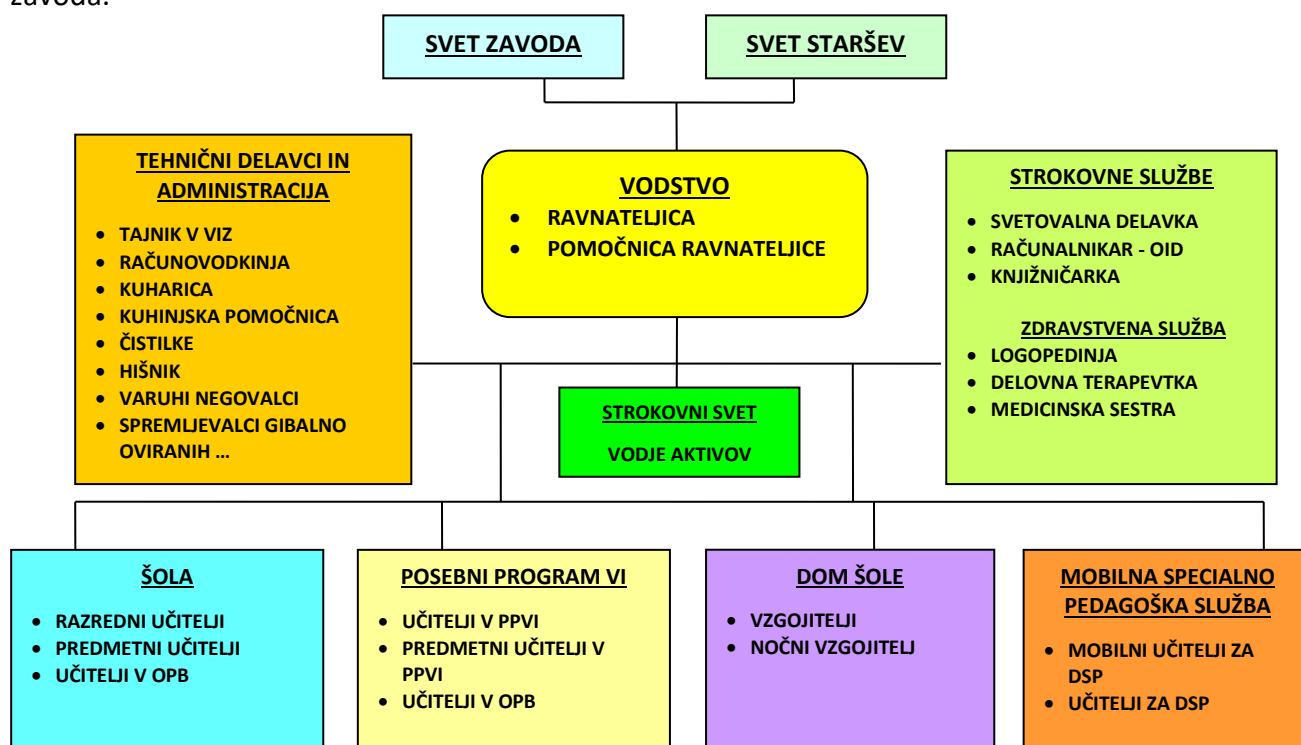 zavoda.
SVET ZAVODA
SVET STARŠEV
TEHNIČNI DELAVCI IN
ADMINISTRACIJA
• TAJNIK V VIZ
• RAČUNOVODKINJA
• KUHARICA
• KUHINJSKA POMOČNICA
• ČISTILKE
• HIŠNIK
• VARUHI NEGOVALCI
• SPREMLJEVALCI GIBALNO
OVIRANIH …
VODSTVO
• RAVNATELJICA
• POMOČNICA RAVNATELJICE
STROKOVNE SLUŽBE
• SVETOVALNA DELAVKA
• RAČUNALNIKAR - OID
• KNJIŽNIČARKA
ZDRAVSTVENA SLUŽBA
• LOGOPEDINJA
• DELOVNA TERAPEVTKA
• MEDICINSKA SESTRA
STROKOVNI SVET
VODJE AKTIVOV
ŠOLA
• RAZREDNI UČITELJI
• PREDMETNI UČITELJI
• UČITELJI V OPB
POSEBNI PROGRAM VI
• UČITELJI V PPVI
• PREDMETNI UČITELJI V
PPVI
• UČITELJI V OPB
DOM ŠOLE
• VZGOJITELJI
• NOČNI VZGOJITELJ
MOBILNA SPECIALNO
PEDAGOŠKA SLUŽBA
• MOBILNI UČITELJI ZA
DSP
• UČITELJI ZA DSP